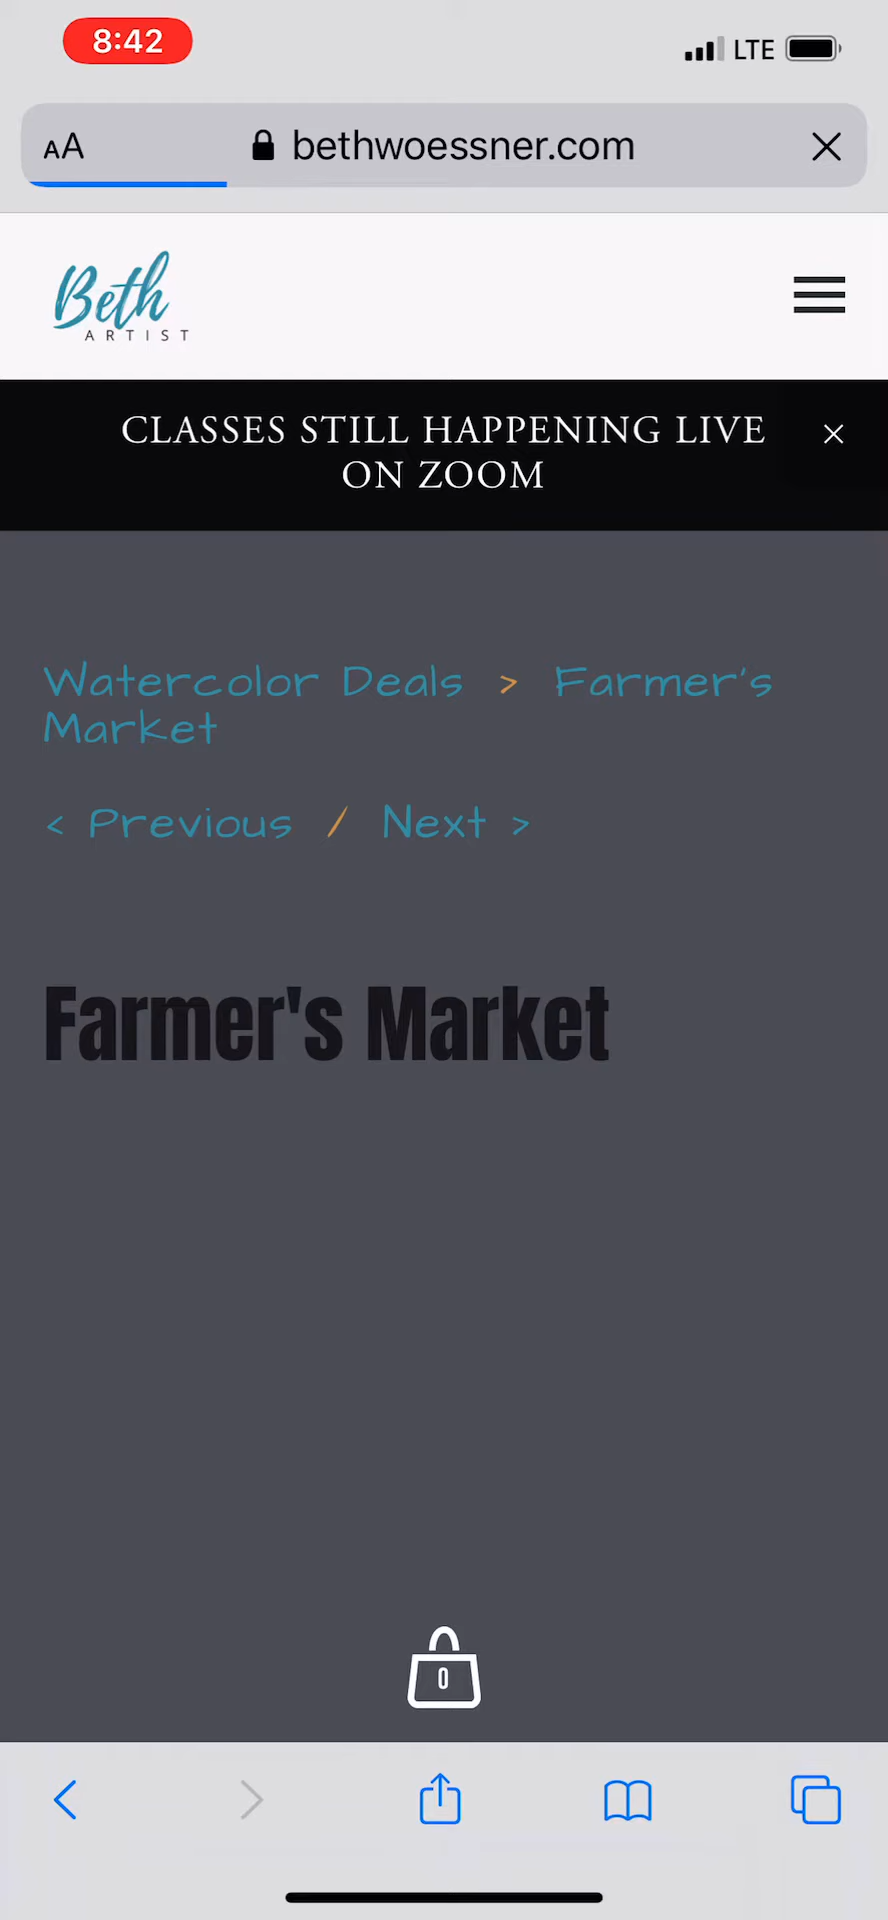 8:42
LTE
AA
bethwoessner.com
Beth
ARTIST
CLASSES STILL HAPPENING LIVE
ON ZOOM
Watercolor Deals > Farmer's
Market
< Previous / Next >
Farmer's Market
0